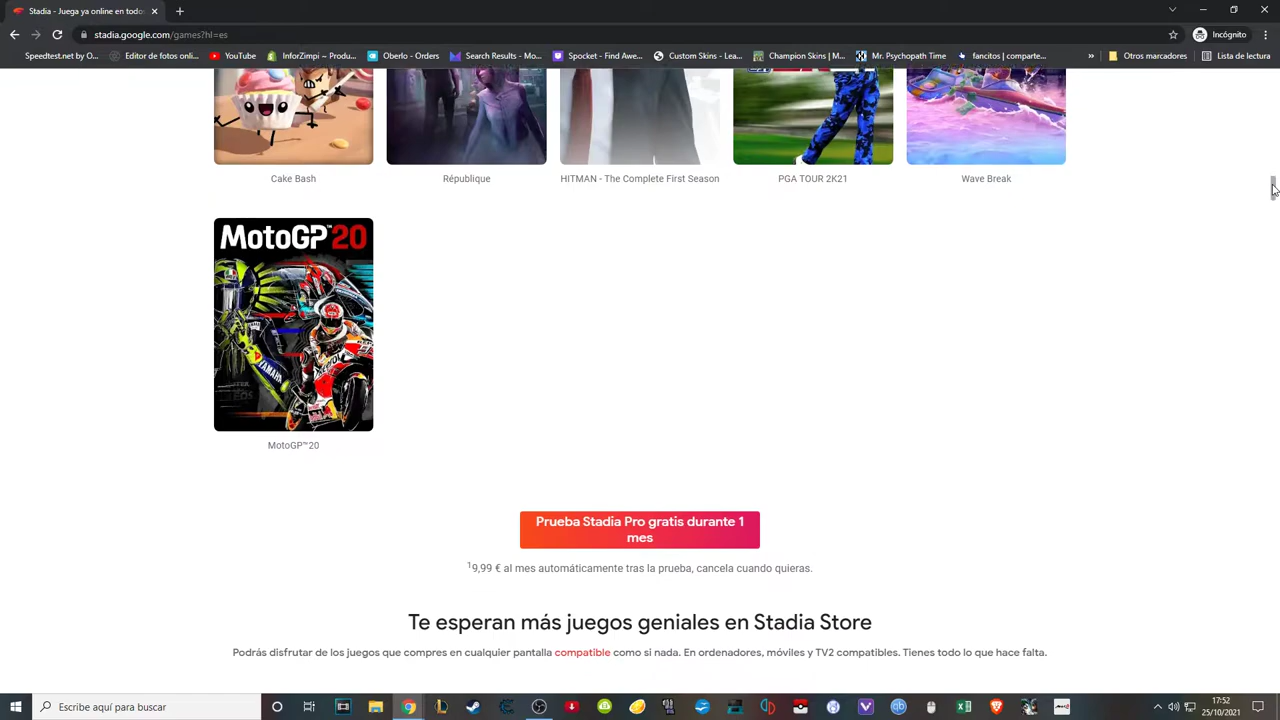 Stadia - Juega ya online en todos
stadia.google.com/games?hl=es
Incógnito
Speedtest.net by O...
Editor de fotos onli...
YouTube
InforZimpi – Produ...
Oberlo - Orders
Search Results - Mo...
Spocket - Find Awe...
Custom Skins - Lea...
Champion Skins | M...
Mr. Psychopath Time
fancitos | comparte...
»
Otros marcadores
Lista de lectura
Cake Bash
République
HITMAN - The Complete First Season
PGA TOUR 2K21
Wave Break
MotoGP™20
YAMAHA
MotoGP™20
Prueba Stadia Pro gratis durante 1
mes
19,99 € al mes automáticamente tras la prueba, cancela cuando quieras.
Te esperan más juegos geniales en Stadia Store
Podrás disfrutar de los juegos que compres en cualquier pantalla compatible como si nada. En ordenadores, móviles y TV2 compatibles. Tienes todo lo que hace falta.
Escribe aquí para buscar
17:52
25/10/2021